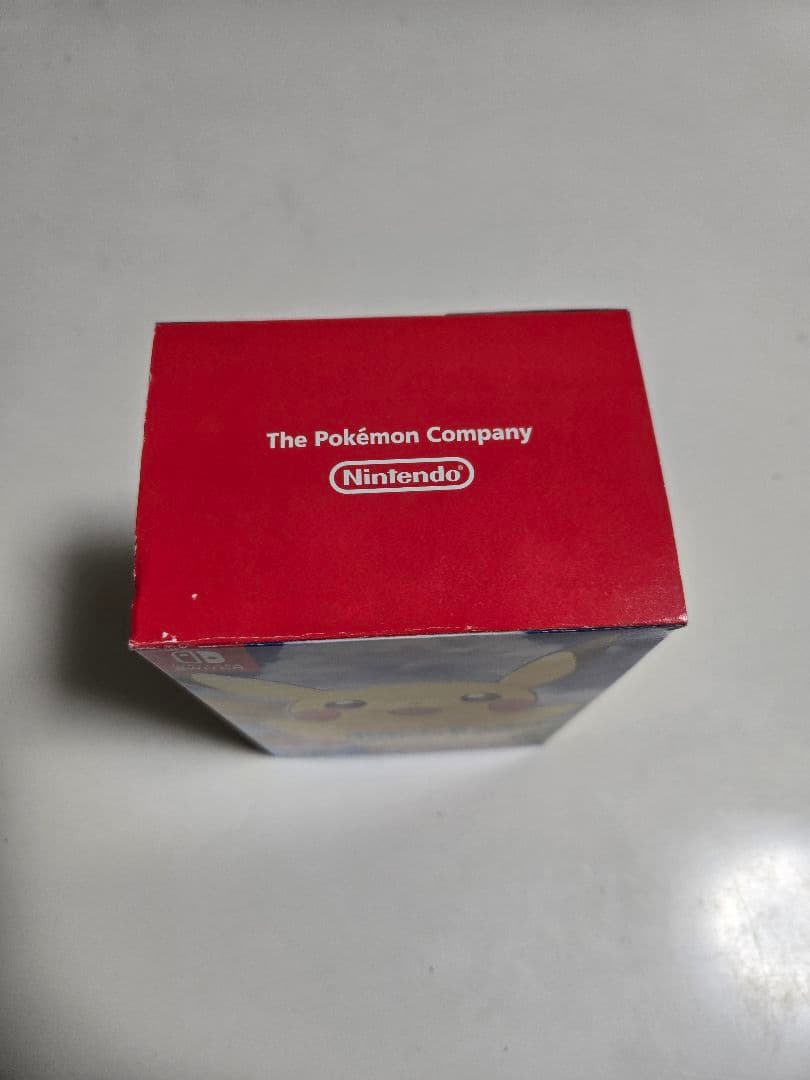 The Pokémon Company
Nintendo®